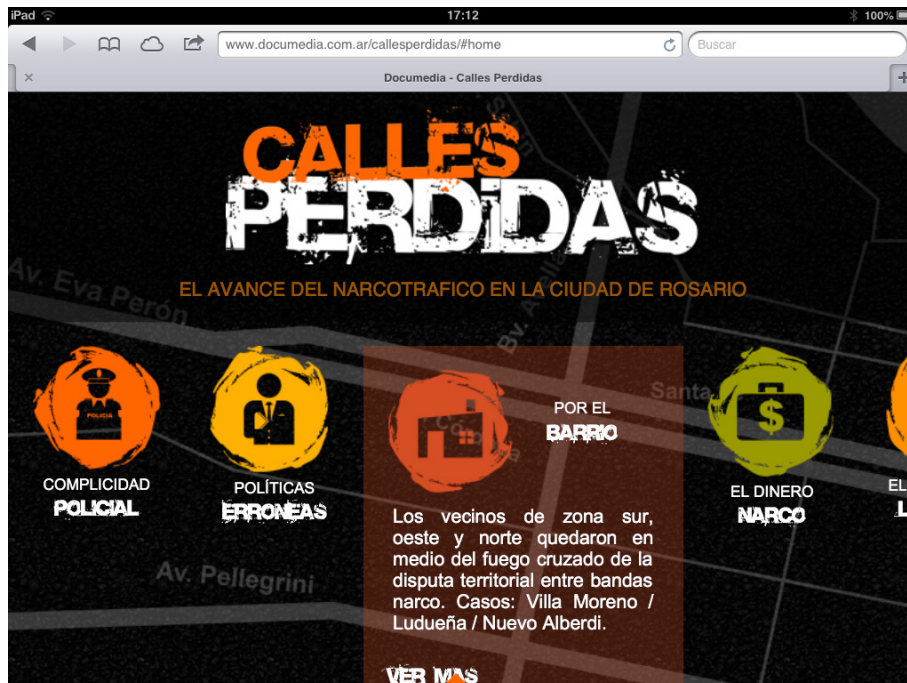 iPad 17:12 100%
www.documedia.com.ar/callesperdidas/#home Buscar
Documedia - Calles Perdidas
CALLES
PERDIDAS
EL AVANCE DEL NARCOTRAFICO EN LA CIUDAD DE ROSARIO
Av. Eva Perón
Bv. Avella
Santa
POLICIA
COMPLICIDAD
POLICIAL
POLÍTICAS
ERRONEAS
POR EL
BARRIO
Los vecinos de zona sur,
oeste y norte quedaron en
medio del fuego cruzado de la
disputa territorial entre bandas
narco. Casos: Villa Moreno /
Ludueña / Nuevo Alberdi.
VER MAS
$
EL DINERO
NARCO
EL
L
Av. Pellegrini